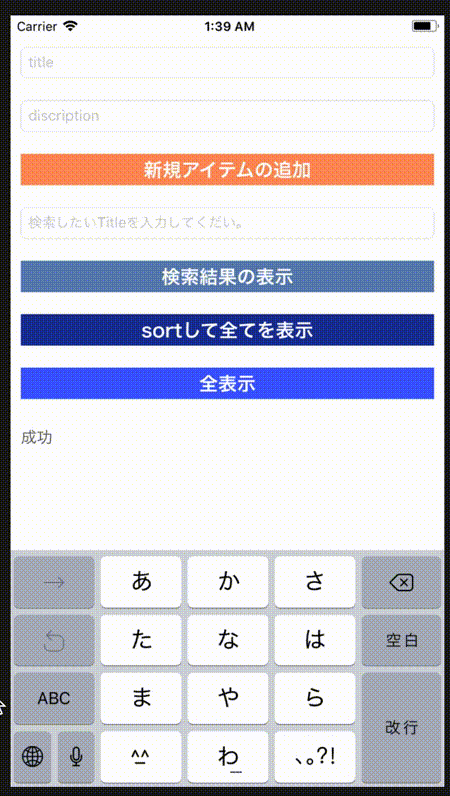 Carrier 1:39 AM
title
discription
新規アイテムの追加
検索したいTitleを入力してくだい。
検索結果の表示
sortして全てを表示
全表示
成功
→ あ か さ
た な は 空白
ABC ま や ら 改行
^^ わ 、。?!